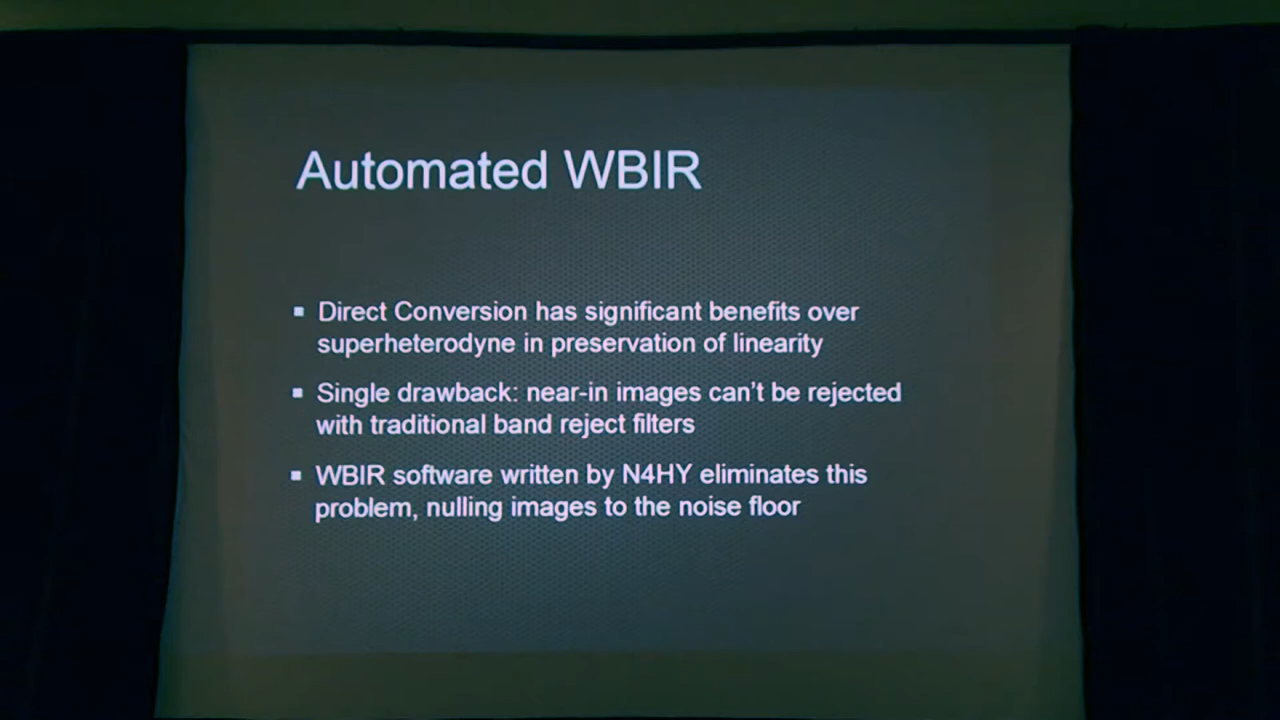 Automated WBIR
▪ Direct Conversion has significant benefits over
superheterodyne in preservation of linearity
▪ Single drawback: near-in images can't be rejected
with traditional band reject filters
▪ WBIR software written by N4HY eliminates this
problem, nulling images to the noise floor